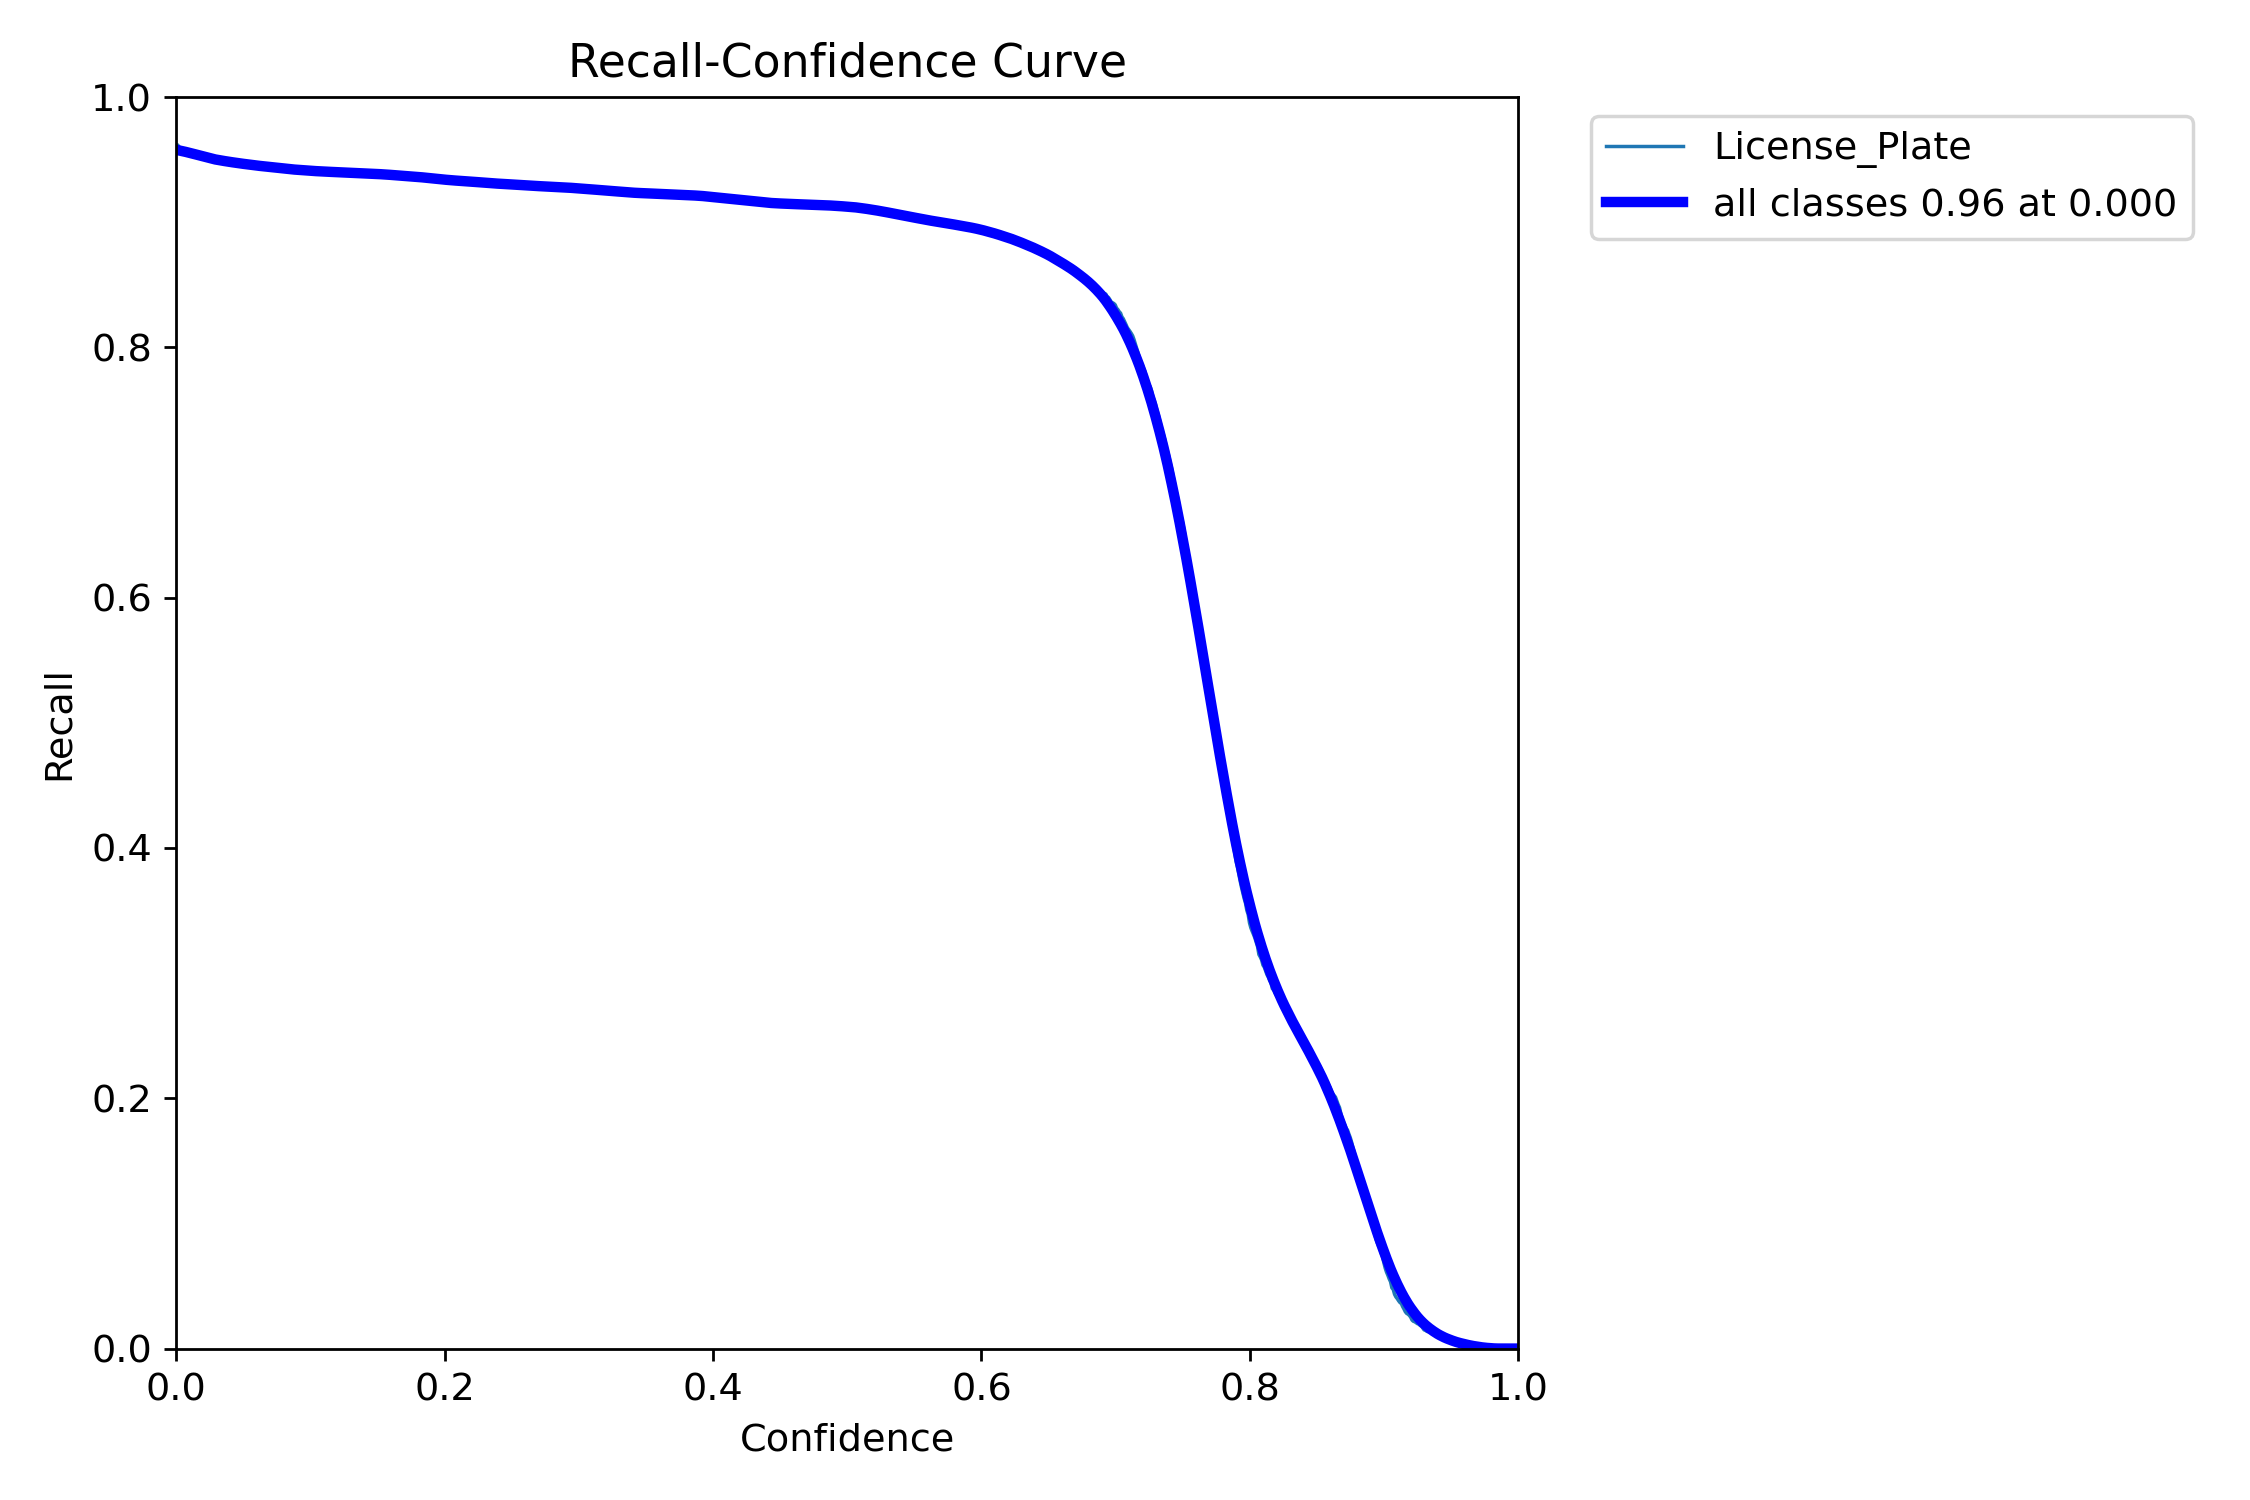 Recall-Confidence Curve
1.0
0.8
0.6
0.4
0.2
0.0
Recall
0.0 0.2 0.4 0.6 0.8 1.0
Confidence
License_Plate
all classes 0.96 at 0.000